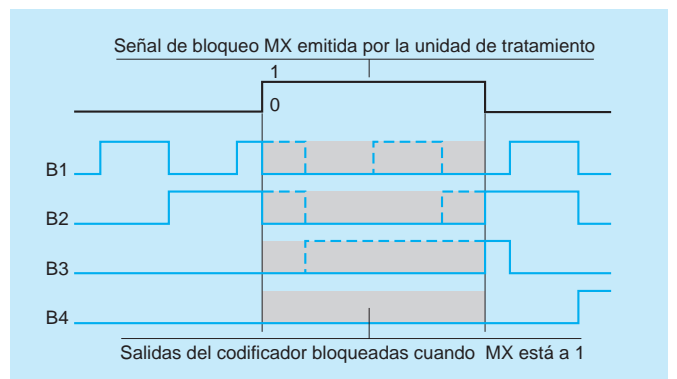 Señal de bloqueo MX emitida por la unidad de tratamiento
1
0
B1
B2
B3
B4
Salidas del codificador bloqueadas cuando MX está a 1